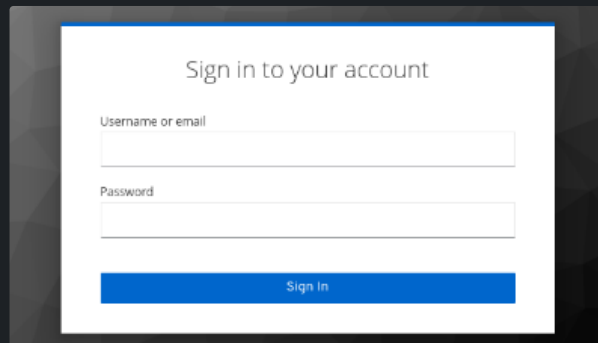 Sign in to your account
Username or email
Password
Sign In